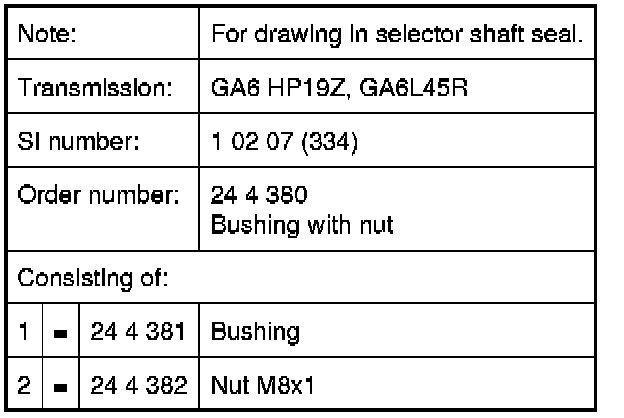 Note: For drawing in selector shaft seal.
Transmission: GA6 HP19Z, GA6L45R
SI number: 1 02 07 (334)
Order number: 24 4 380
Bushing with nut
Consisting of:
1 = 24 4 381 Bushing
2 = 24 4 382 Nut M8x1